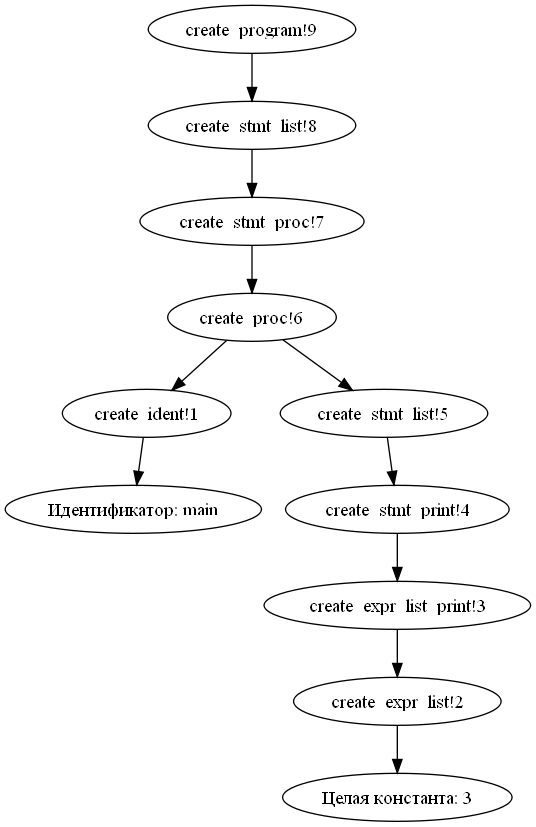 create program!9
create stmt list!8
create stmt proc!7
create proc!6
create ident!1
create stmt list!5
Идентификатор: main
create stmt print!4
create expr list print!3
create expr list!2
Целая константа: 3